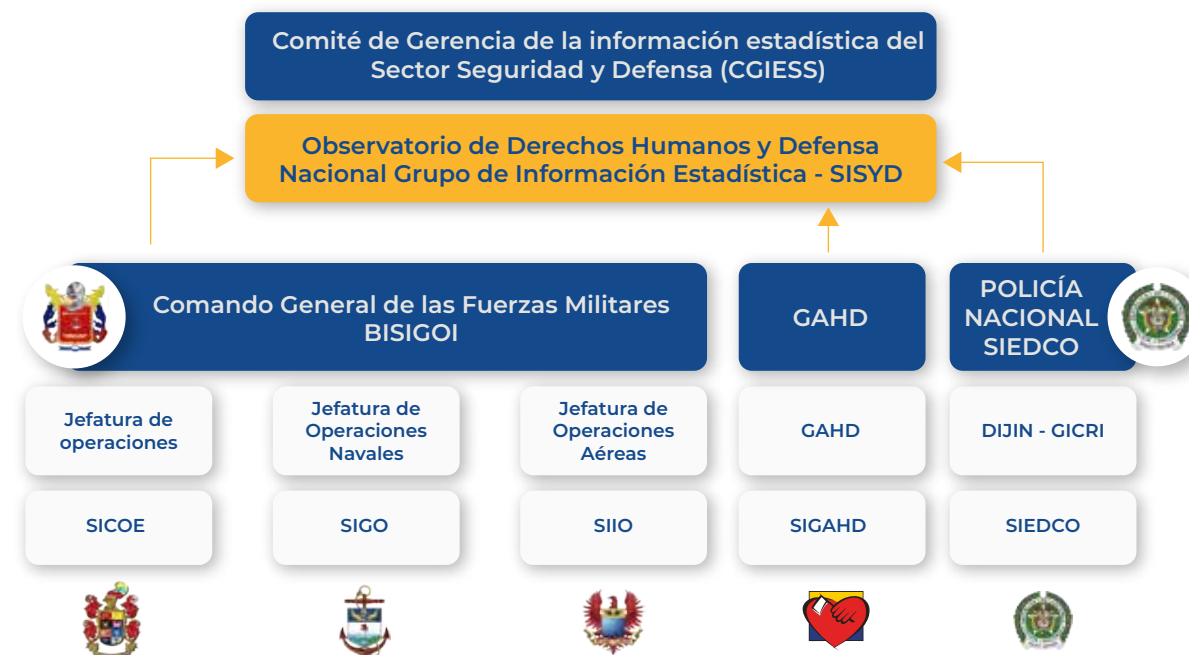 Comité de Gerencia de la información estadística del
Sector Seguridad y Defensa (CGIESS)
Observatorio de Derechos Humanos y Defensa
Nacional Grupo de Información Estadística - SISYD
Comando General de las Fuerzas Militares
BISIGOI
GAHD
POLICÍA
NACIONAL
SIEDCO
Jefatura de
operaciones
Jefatura de
Operaciones
Navales
Jefatura de
Operaciones
Aéreas
GAHD
DIJIN - GICRI
SICOE
SIGO
SIIO
SIGAHD
SIEDCO